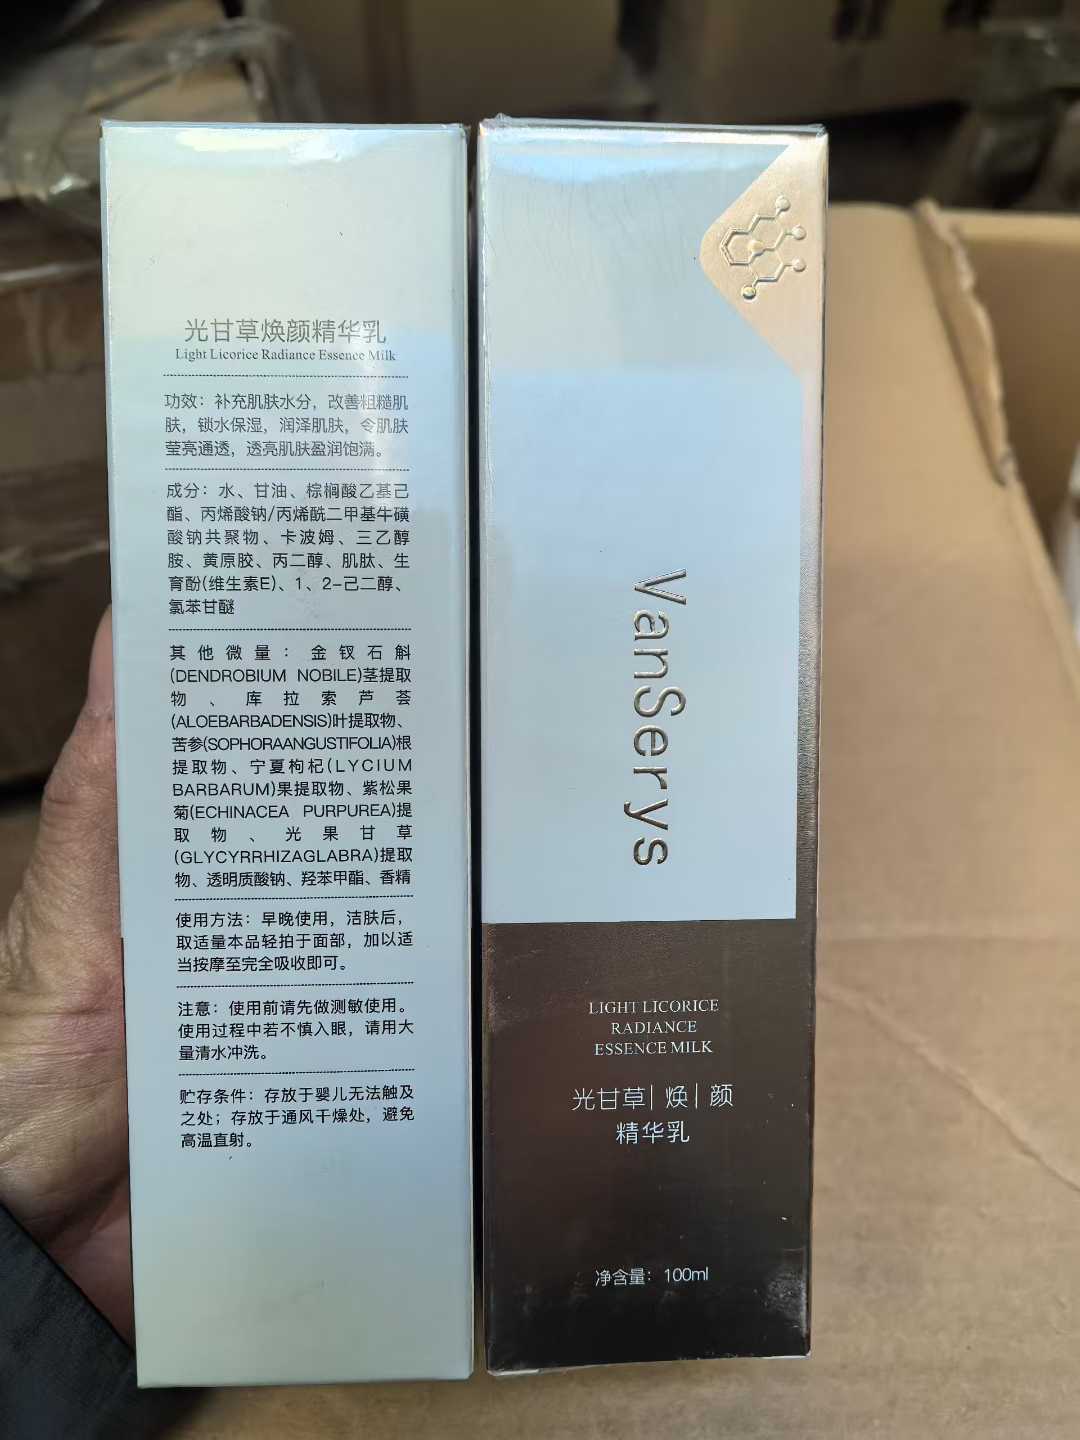 光甘草焕颜精华乳
Light Licorice Radiance Essence Milk
功效：补充肌肤水分，改善粗糙肌
肤，锁水保湿，润泽肌肤，令肌肤
莹亮通透，透亮肌肤盈润饱满。
成分：水、甘油、棕榈酸乙基己
酯、丙烯酸钠/丙烯酰二甲基牛磺
酸钠共聚物、卡波姆、三乙醇
胺、黄原胶、丙二醇、肌肽、生
育酚(维生素E)、1、2-己二醇、
氯苯甘醚
其他微量：金钗石斛
(DENDROBIUM NOBILE)茎提取
物、库拉索芦荟
(ALOEBARBADENSIS)叶提取物、
苦参(SOPHORAANGUSTIFOLIA)根
提取物、宁夏枸杞(LYCIUM
BARBARUM)果提取物、紫松果
菊(ECHINACEA PURPUREA)提
取物、光果甘草
(GLYCYRRHIZAGLABRA)提取
物、透明质酸钠、羟苯甲酯、香精
使用方法：早晚使用，洁肤后，
取适量本品轻拍于面部，加以适
当按摩至完全吸收即可。
注意：使用前请先做测敏使用。
使用过程中若不慎入眼，请用大
量清水冲洗。
贮存条件：存放于婴儿无法触及
之处；存放于通风干燥处，避免
高温直射。
VanSerys
LIGHT LICORICE
RADIANCE
ESSENCE MILK
光甘草|焕|颜
精华乳
净含量：100ml